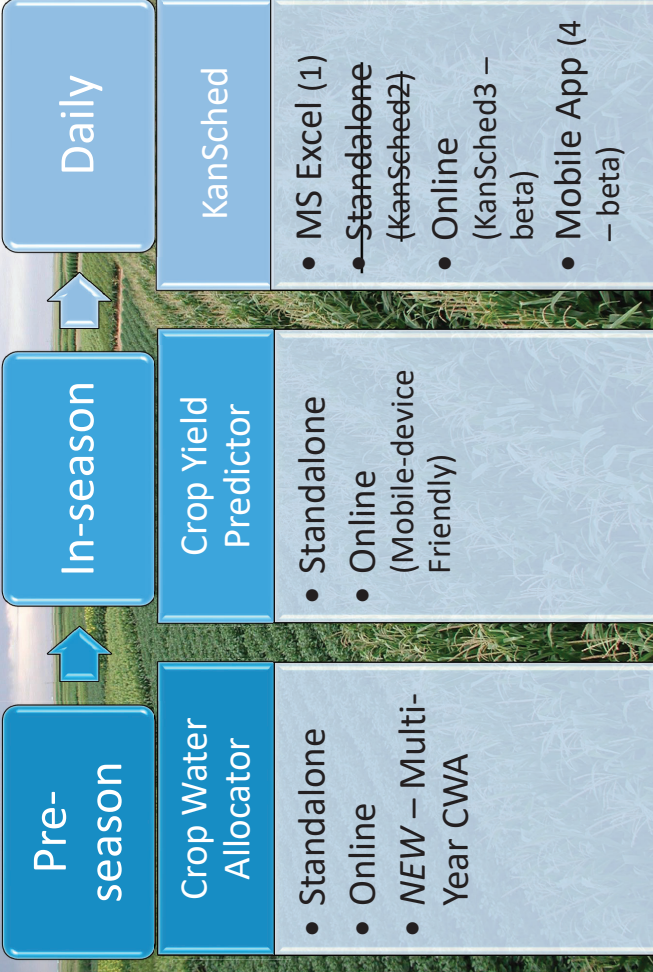 Pre-
season
Crop Water
Allocator
• Standalone
• Online
• NEW – Multi-
Year CWA
In-season
Crop Yield
Predictor
• Standalone
• Online
(Mobile-device
Friendly)
Daily
KanSched
• MS Excel (1)
• Standalone
(KanSched2)
• Online
(KanSched3 –
beta)
• Mobile App (4
– beta)